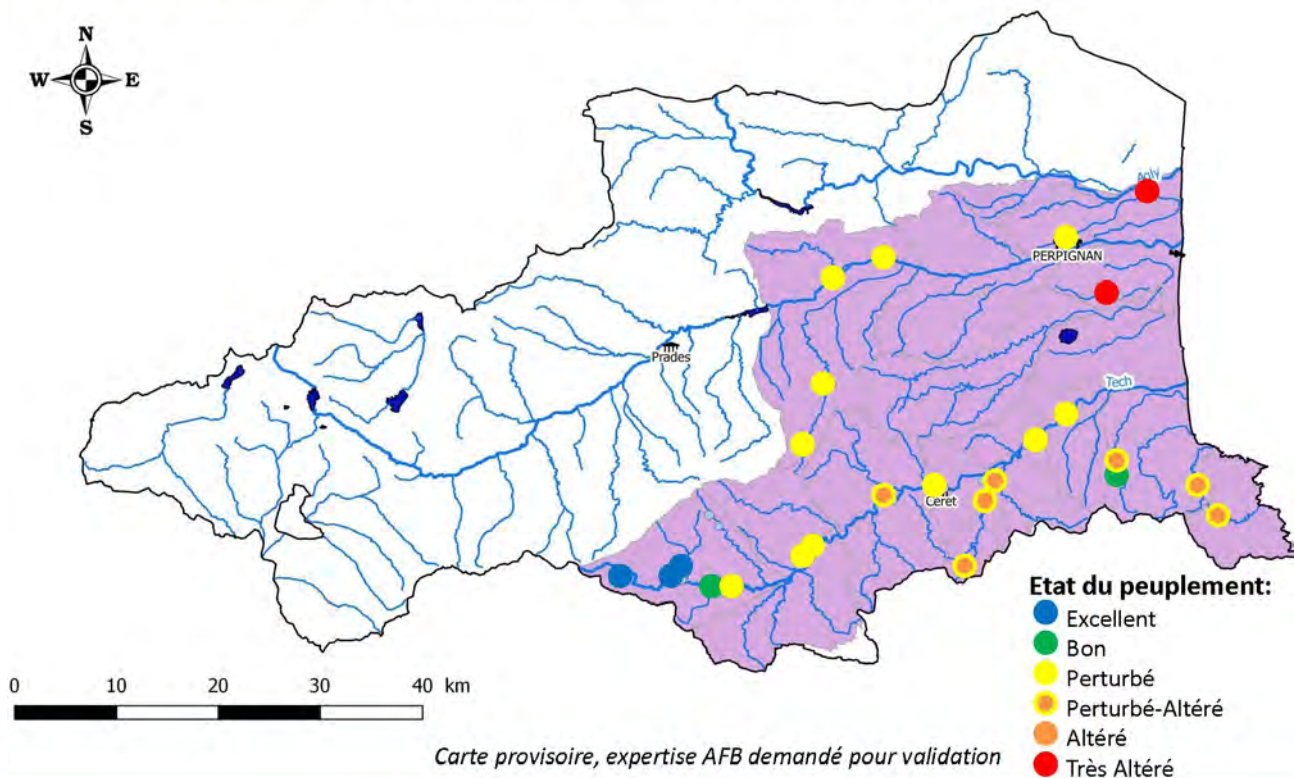 N
W E
S
Agly
PERPIGNAN
Prades
Tech
Ceret
Etat du peuplement:
Excellent
Bon
Perturbé
Perturbé-Altéré
Altéré
Très Altéré
0 10 20 30 40 km
Carte provisoire, expertise AFB demandé pour validation